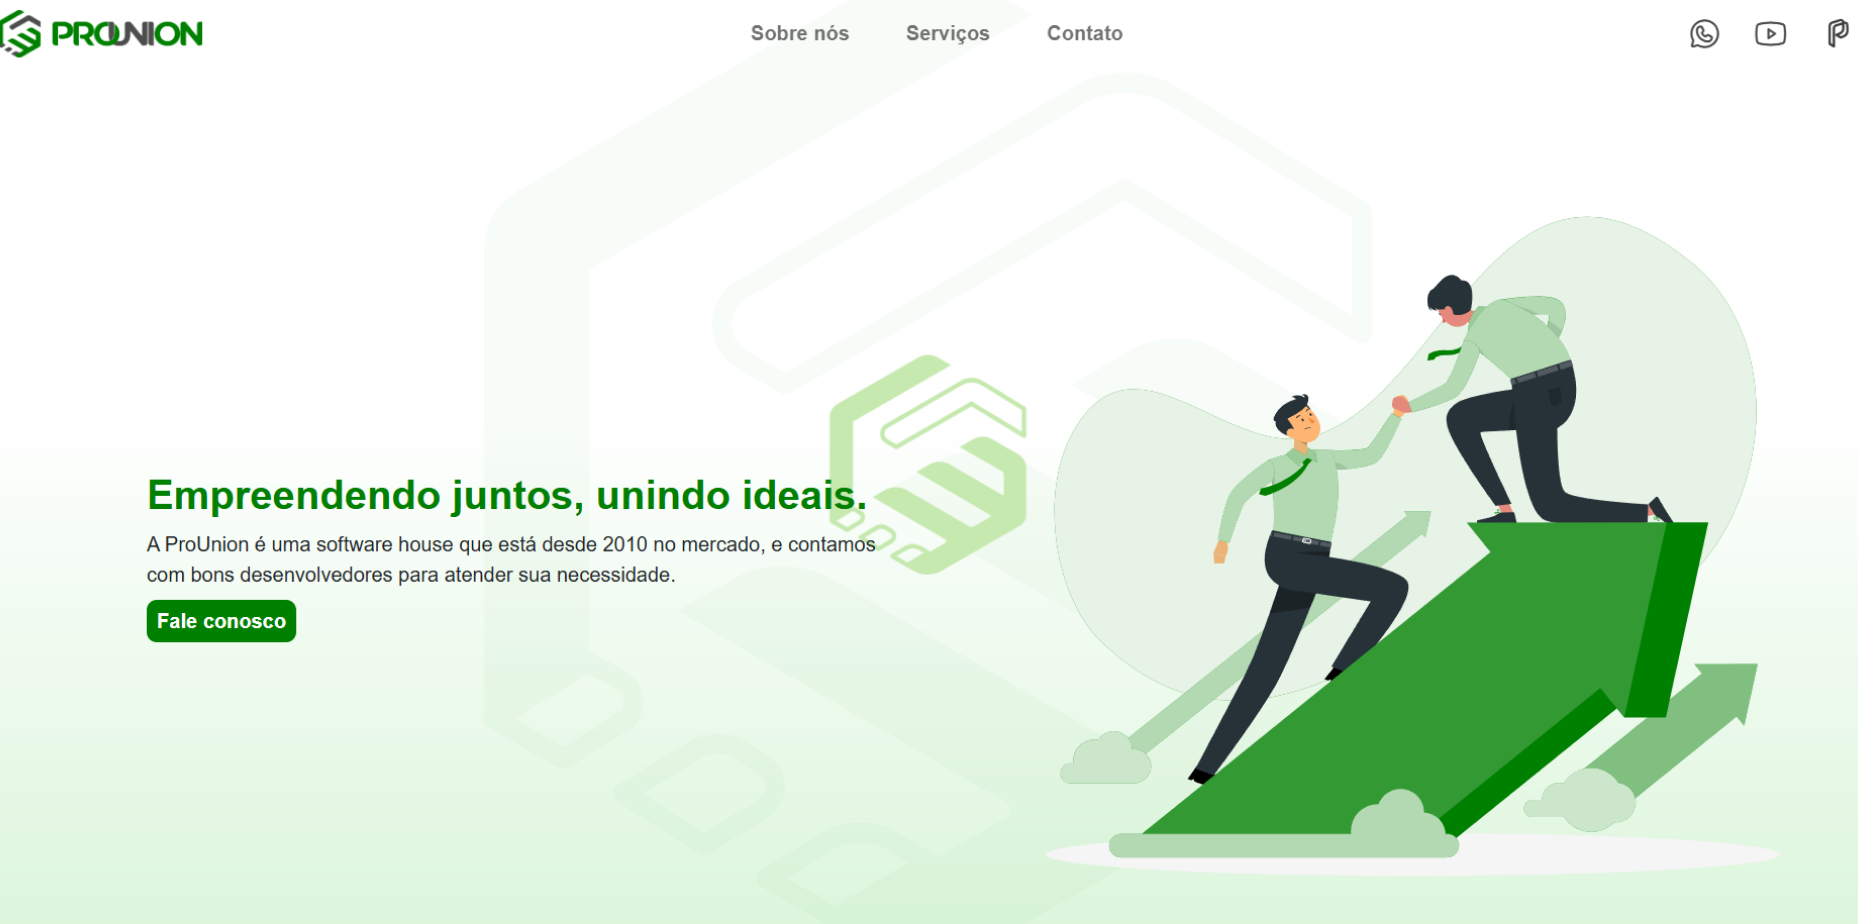 PROUNION
Sobre nós
Serviços
Contato
Empreendendo juntos, unindo ideais.
A ProUnion é uma software house que está desde 2010 no mercado, e contamos
com bons desenvolvedores para atender sua necessidade.
Fale conosco